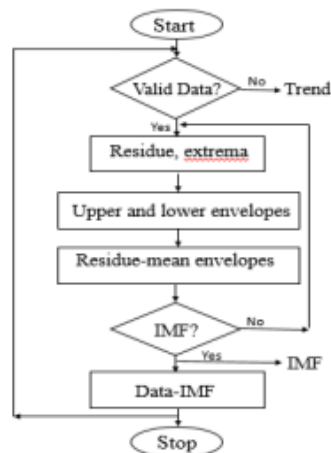 Start
Valid Data?
No
Trend
Yes
Residue, extrema
Upper and lower envelopes
Residue-mean envelopes
IMF?
No
Yes
IMF
Data-IMF
Stop